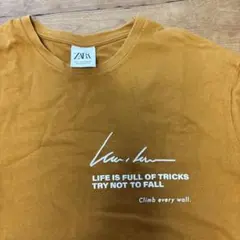 ZARA
LIFE IS FULL OF TRICKS
TRY NOT TO FALL
Climb every wall.